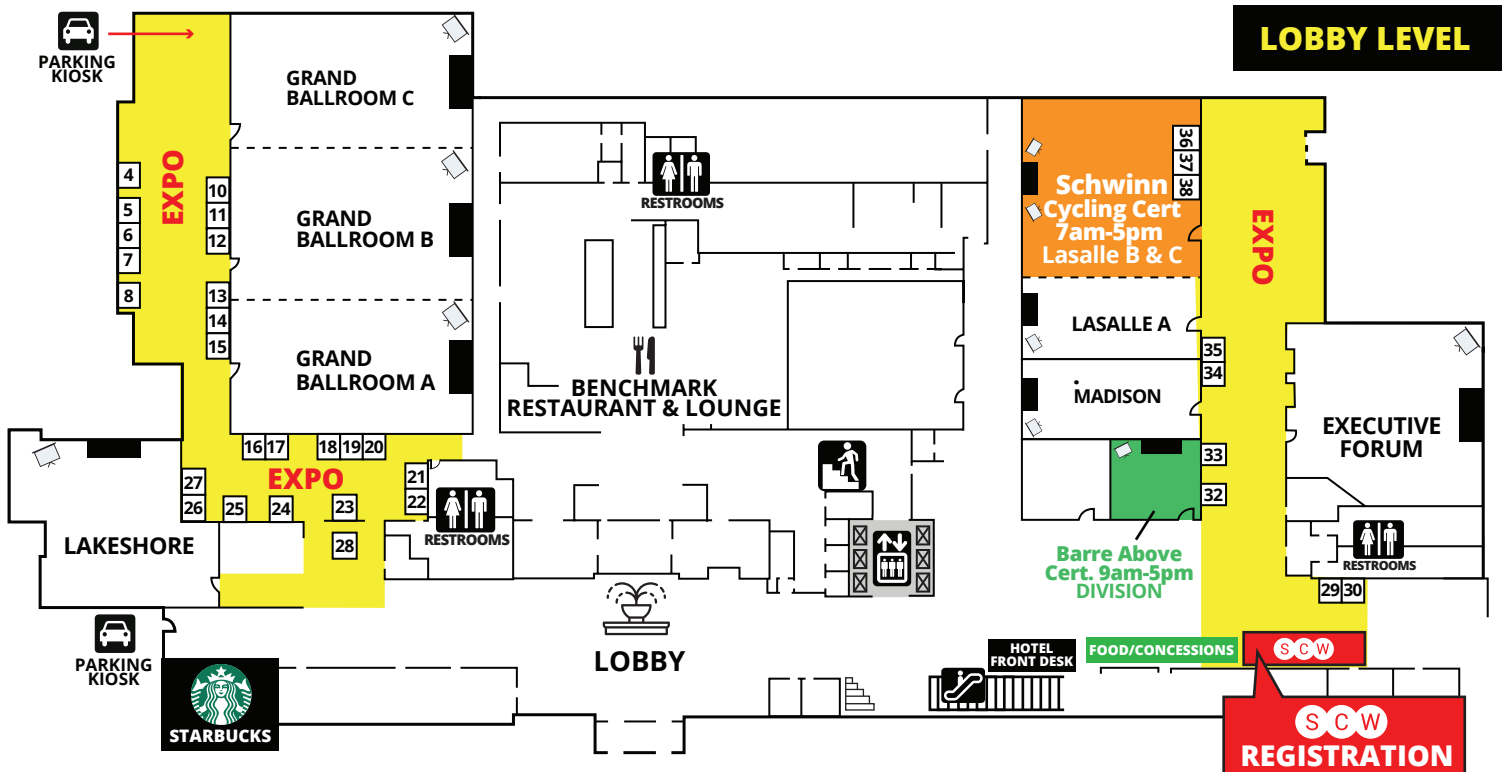 LOBBY LEVEL
PARKING
KIOSK
EXPO
4
5
6
7
8
10
11
12
13
14
15
GRAND
BALLROOM C
GRAND
BALLROOM B
GRAND
BALLROOM A
16 17
18 19 20
EXPO
21
22
23
24
25
26
27
28
LAKESHORE
RESTROOMS
PARKING
KIOSK
STARBUCKS
RESTROOMS
BENCHMARK
RESTAURANT & LOUNGE
LOBBY
HOTEL
FRONT DESK
FOOD/CONCESSIONS
Schwinn
Cycling Cert
7am-5pm
Lasalle B & C
36
37
38
LASALLE A
MADISON
35
34
33
32
Barre Above
Cert. 9am-5pm
DIVISION
EXPO
EXECUTIVE
FORUM
RESTROOMS
29 30
SCW
SCW
REGISTRATION